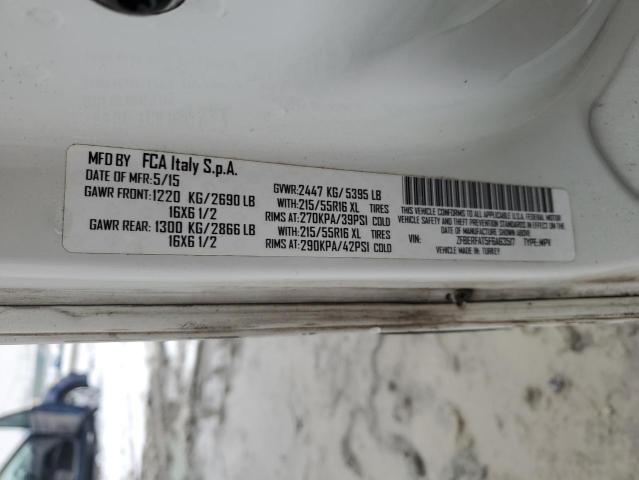 MFD BY FCA Italy S.p.A.
DATE OF MFR:5/15
GAWR FRONT:1220 KG/2690 LB
16X6 1/2
GAWR REAR: 1300 KG/2866 LB
16X6 1/2
GVWR:2447 KG/5395 LB
WITH:215/55R16 XL TIRES
RIMS AT:270KPA/39PSI COLD
WITH:215/55R16 XL TIRES
RIMS AT:290KPA/42PSI COLD
THIS VEHICLE CONFORMS TO ALL APPLICABLE U.S.A. FEDERAL MOTOR
VEHICLE SAFETY AND THEFT PREVENTION STANDARDS IN EFFECT ON
THE DATE OF MANUFACTURE SHOWN ABOVE.
VIN: ZFBERFAT5F6A63517 TYPE: MPV
VEHICLE MADE IN: TURKEY